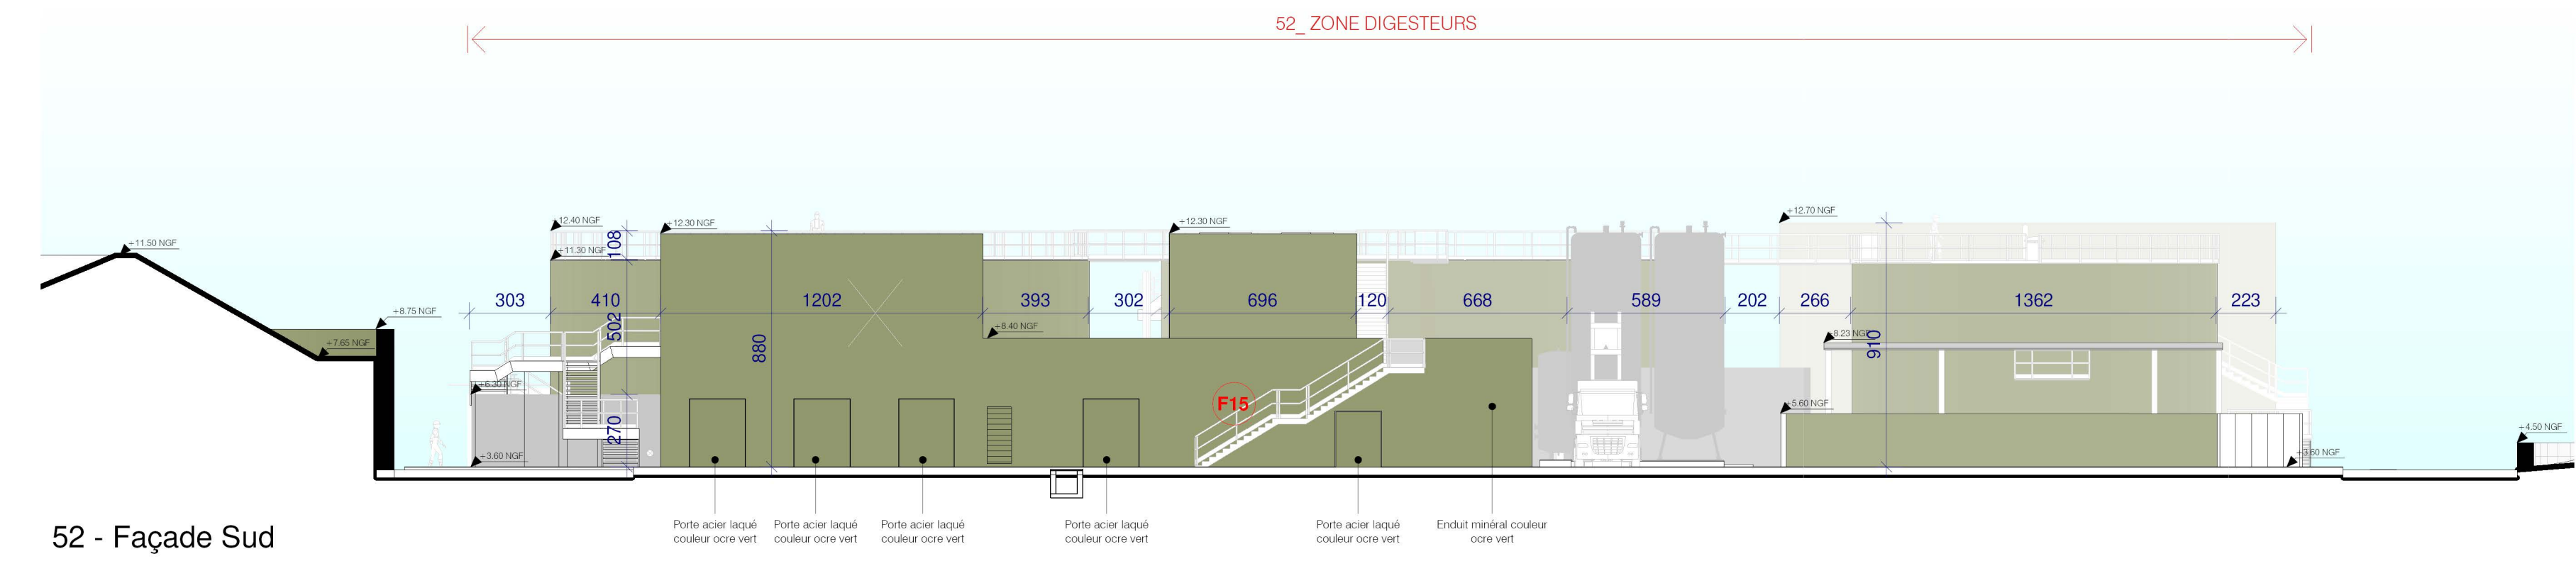 52_ ZONE DIGESTEURS
+12.40 NGF
+12.30 NGF
+12.30 NGF
+12.70 NGF
+11.50 NGF
+11.30 NGF
108
303
410
1202
393
302
696
120
668
589
202
266
1362
223
+8.75 NGF
502
+8.40 NGF
+8.23 NGF
880
910
+7.65 NGF
+6.30 NGF
F15
+5.60 NGF
270
+4.50 NGF
+3.60 NGF
+3.60 NGF
Porte acier laqué
couleur ocre vert
Porte acier laqué
couleur ocre vert
Porte acier laqué
couleur ocre vert
Porte acier laqué
couleur ocre vert
Porte acier laqué
couleur ocre vert
Enduit minéral couleur
ocre vert
52 - Façade Sud